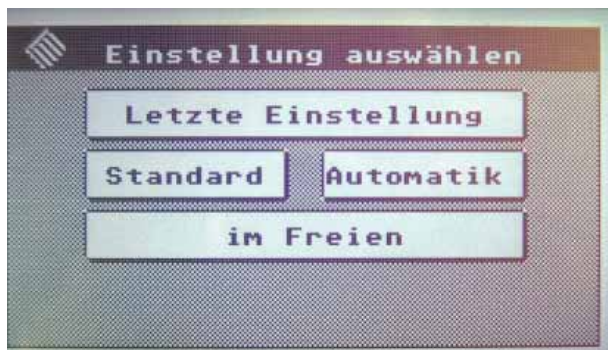 Einstellung auswählen
Letzte Einstellung
Standard Automatik
im Freien